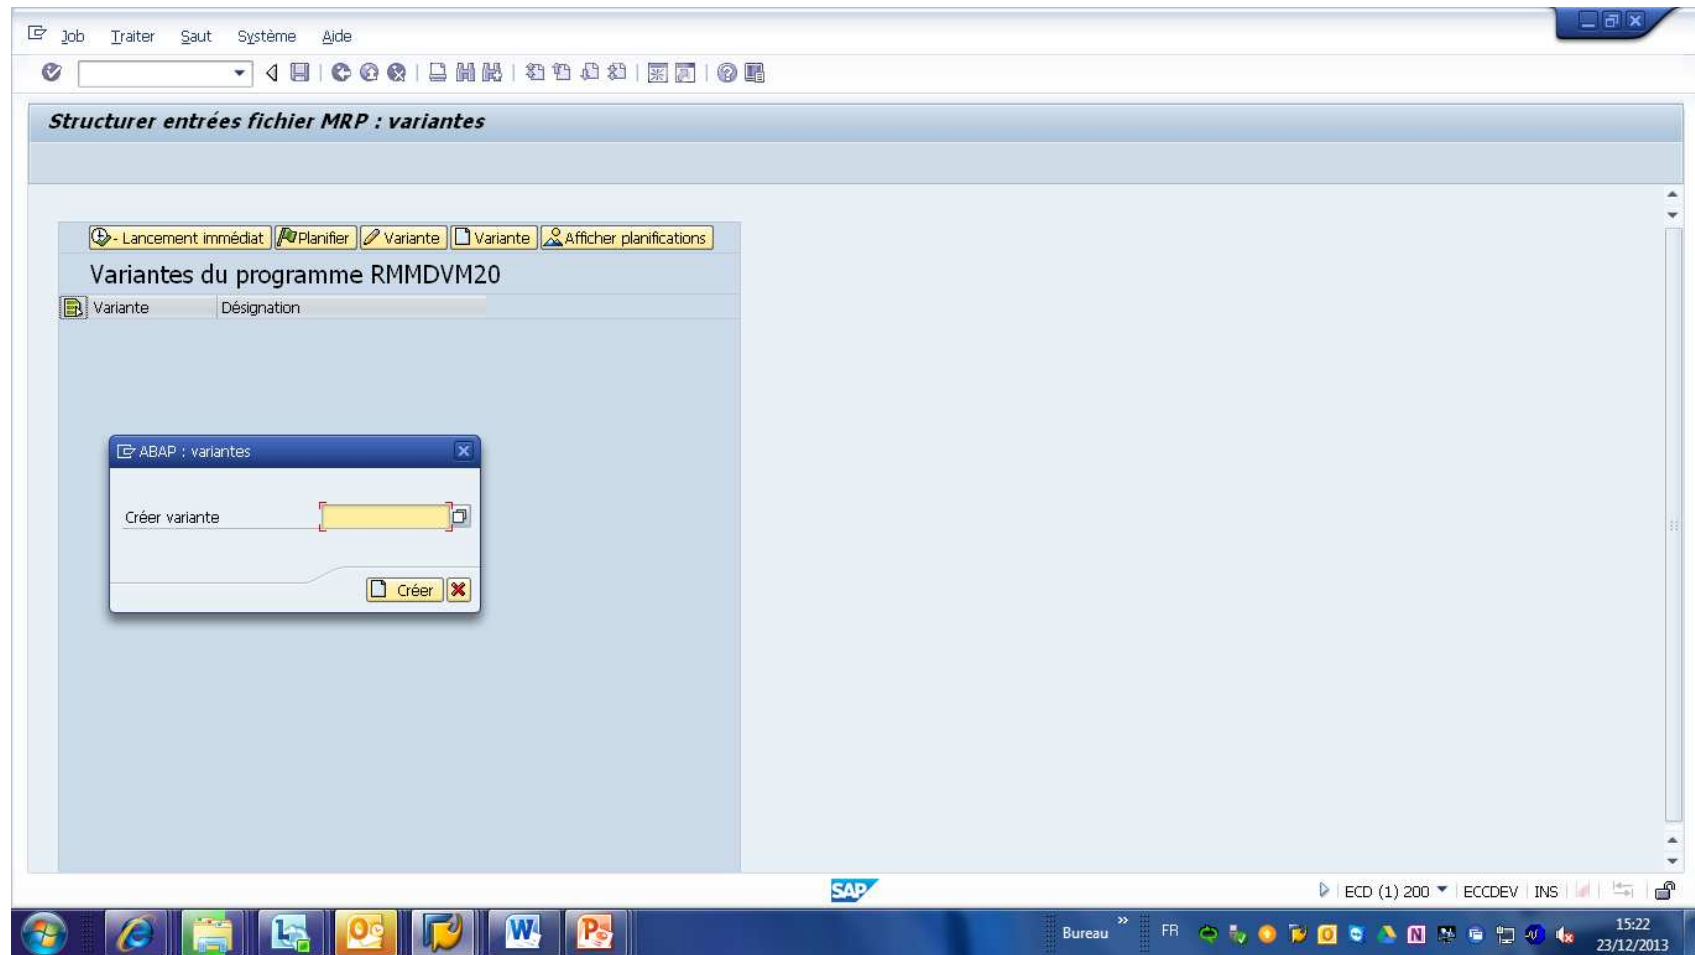 Job Traiter Saut Système Aide
Structurer entrées fichier MRP : variantes
- Lancement immédiat Planifier Variante Variante Afficher planifications
Variantes du programme RMMDVM20
Variante Désignation
ABAP : variantes
Créer variante
Créer
SAP
ECD (1) 200 ECCDEV INS
Bureau » FR 15:22
23/12/2013